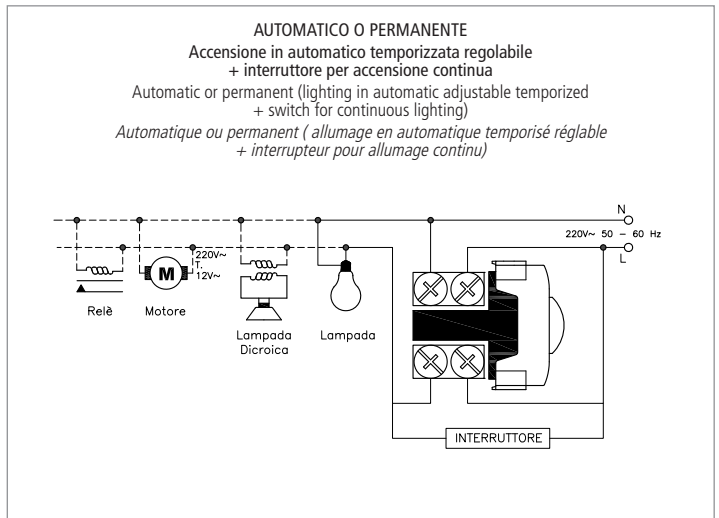 AUTOMATICO O PERMANENTE
Accensione in automatico temporizzata regolabile
+ interruttore per accensione continua
Automatic or permanent (lighting in automatic adjustable temporized
+ switch for continuous lighting)
Automatique ou permanent ( allumage en automatique temporisé réglable
+ interrupteur pour allumage continu)
N
220V~ 50 – 60 Hz
L
220V~
T.
12V~
M
Relè
Motore
Lampada
Dicroica
Lampada
INTERRUTTORE